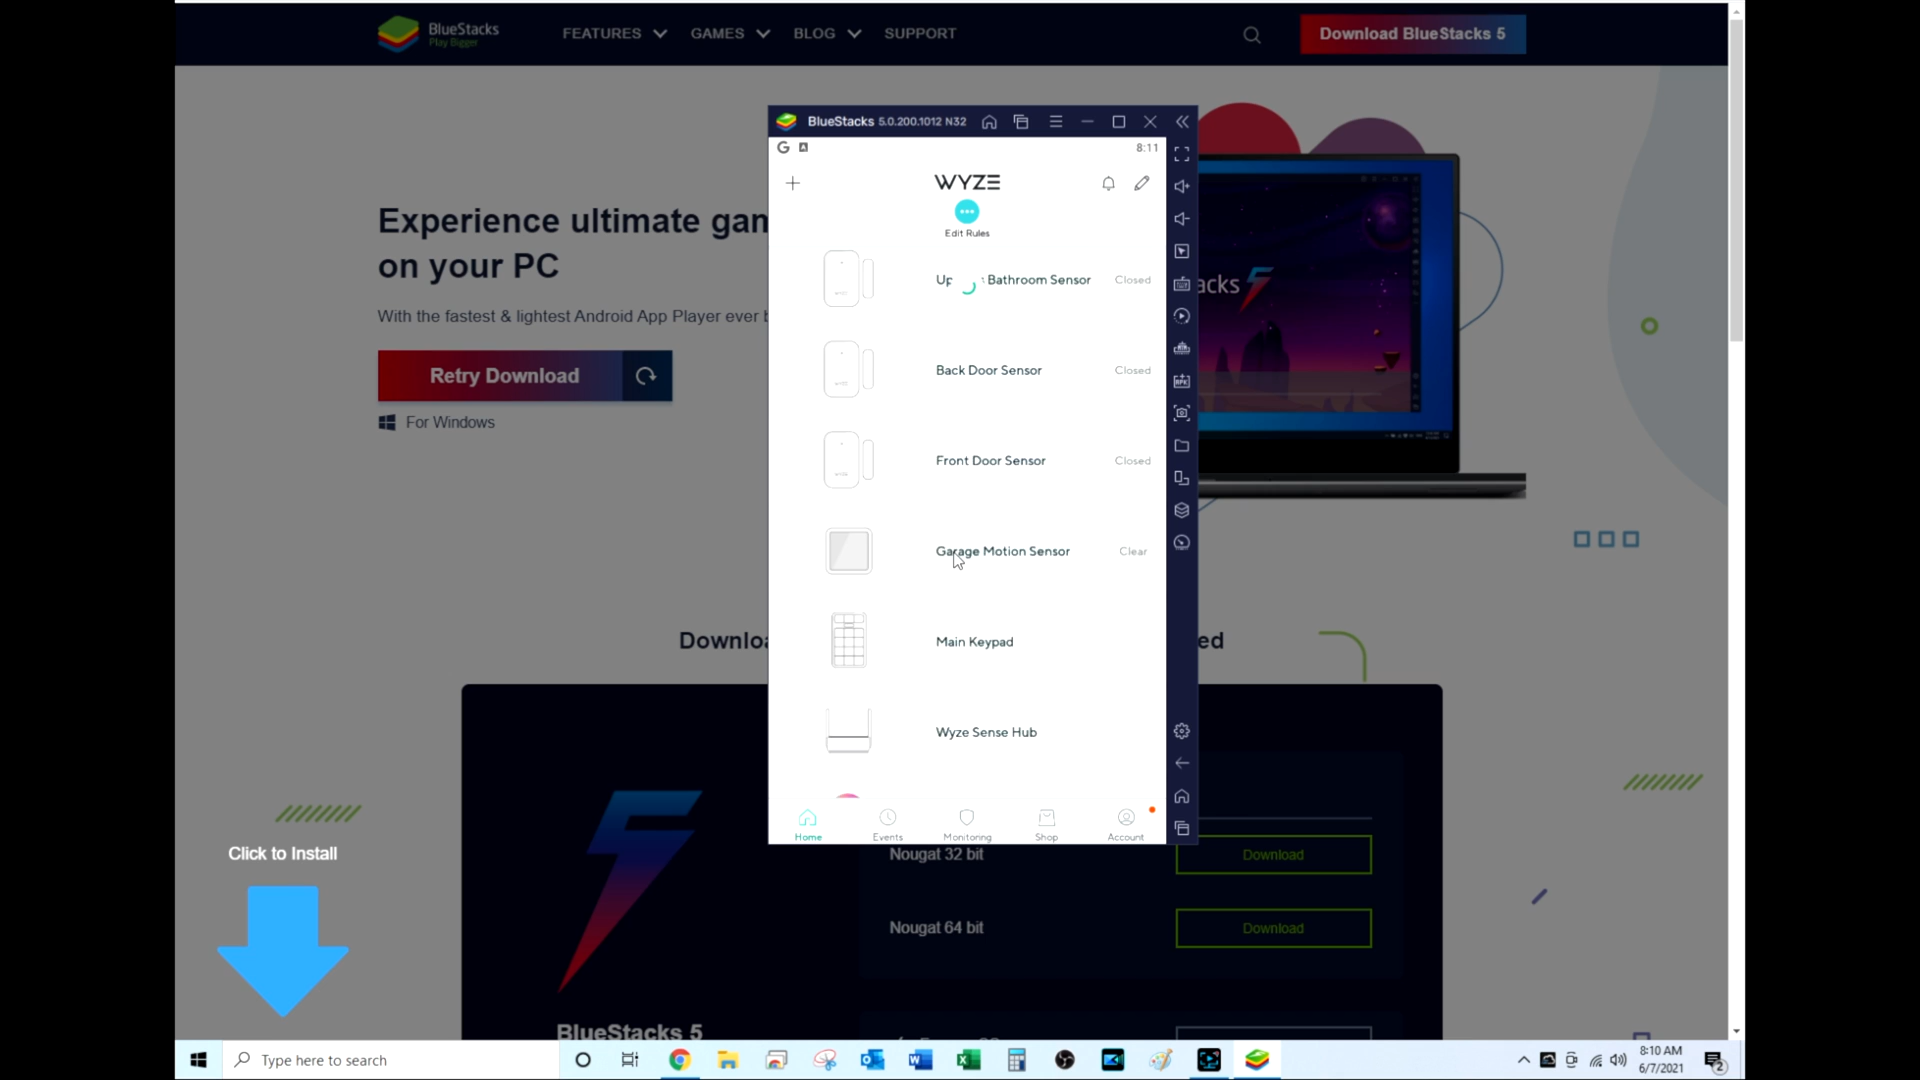 BlueStacks
Play Bigger
FEATURES
GAMES
BLOG
SUPPORT
Download BlueStacks 5
BlueStacks 5.0.200.1012 N32
8:11
WYZE
Edit Rules
Bathroom Sensor Closed
Back Door Sensor Closed
Front Door Sensor Closed
Garage Motion Sensor Clear
Main Keypad
Wyze Sense Hub
Home
Events
Monitoring
Shop
Account
Experience ultimate
on your PC
With the fastest & lightest Android App Player ever
Retry Download
For Windows
Nougat 32 bit Download
Nougat 64 bit Download
BlueStacks 5
Click to Install
Type here to search
8:10 AM
6/7/2021
2